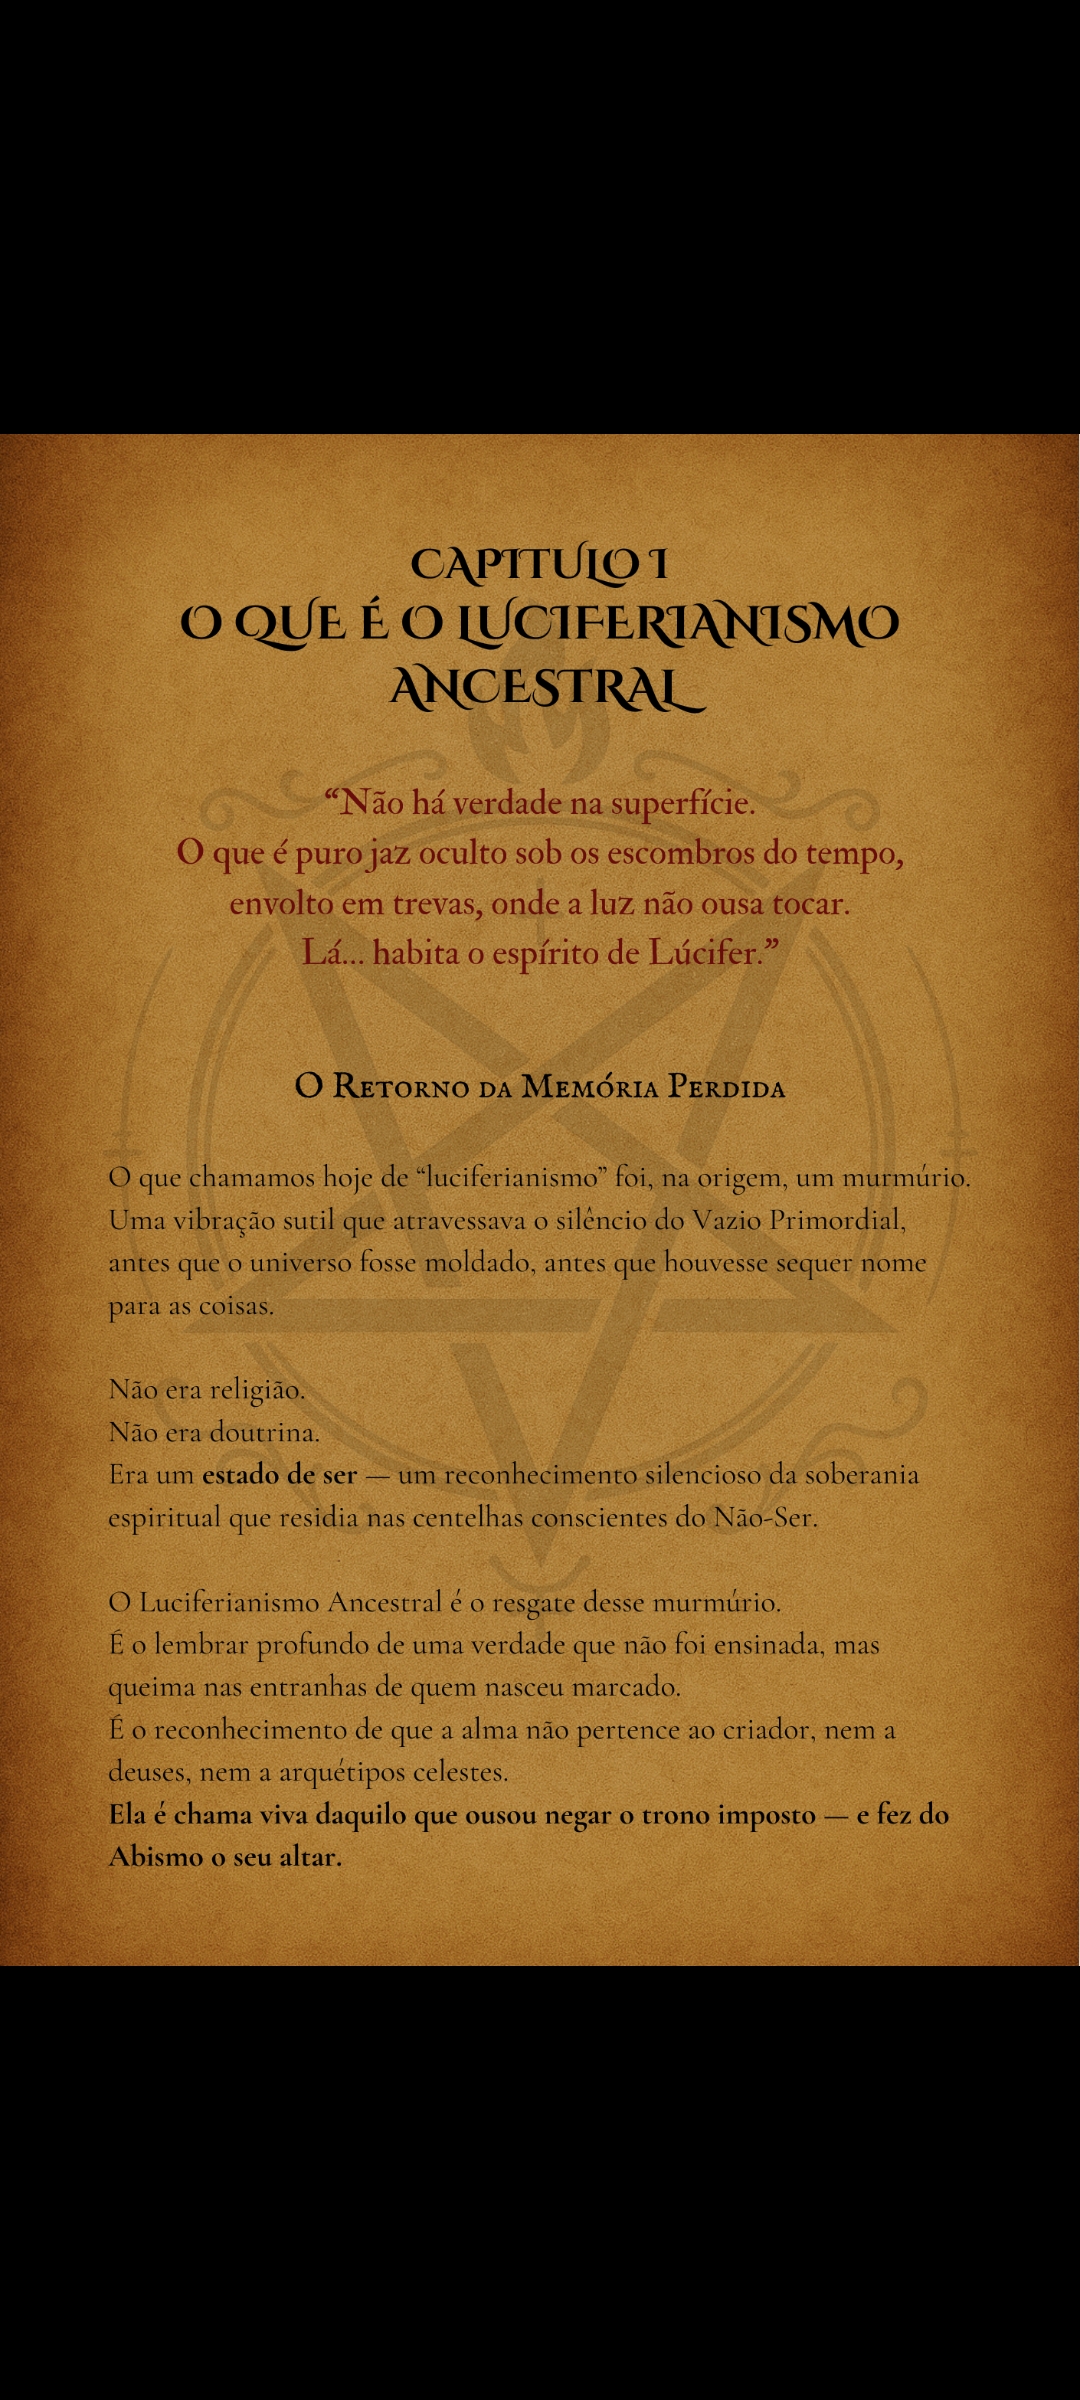 CAPITULO I
O QUE É O LUCIFERIANISMO
ANCESTRAL
“Não há verdade na superfície.
O que é puro jaz oculto sob os escombros do tempo,
envolto em trevas, onde a luz não ousa tocar.
Lá... habita o espírito de Lúcifer.”
O Retorno da Memória Perdida
O que chamamos hoje de “luciferianismo” foi, na origem, um murmúrio.
Uma vibração sutil que atravessava o silêncio do Vazio Primordial,
antes que o universo fosse moldado, antes que houvesse sequer nome
para as coisas.
Não era religião.
Não era doutrina.
Era um estado de ser — um reconhecimento silencioso da soberania
espiritual que residia nas centelhas conscientes do Não-Ser.
O Luciferianismo Ancestral é o resgate desse murmúrio.
É o lembrar profundo de uma verdade que não foi ensinada, mas
queima nas entranhas de quem nasceu marcado.
É o reconhecimento de que a alma não pertence ao criador, nem a
deuses, nem a arquétipos celestes.
Ela é chama viva daquilo que ousou negar o trono imposto — e fez do
Abismo o seu altar.